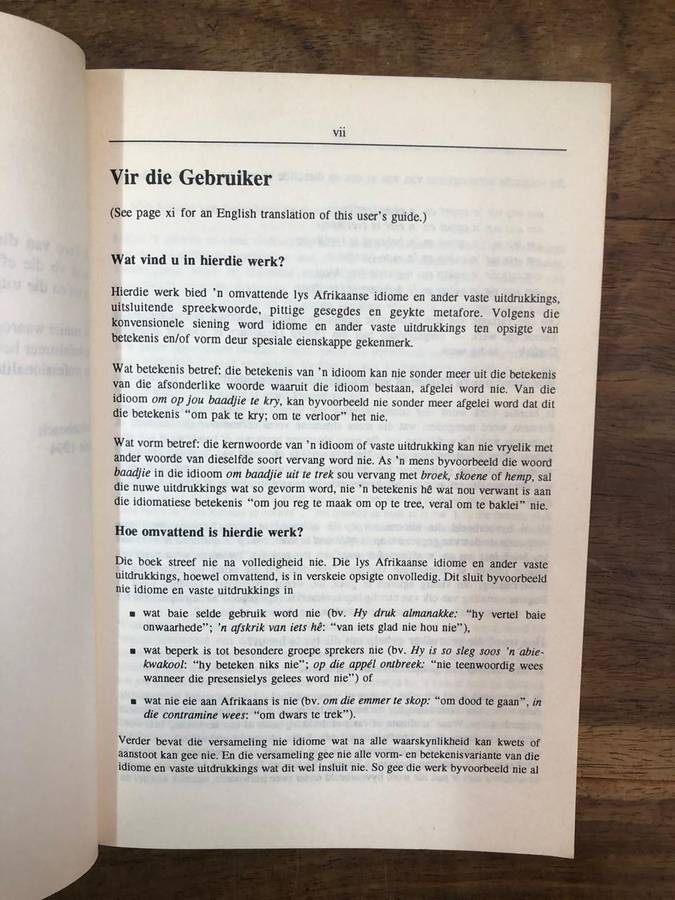 vii
Vir die Gebruiker
(See page xi for an English translation of this user's guide.)
Wat vind u in hierdie werk?
Hierdie werk bied 'n omvattende lys Afrikaanse idiome en ander vaste uitdrukkings,
uitsluitende spreekwoorde, pittige gesegdes en geykte metafore. Volgens die
konvensionele siening word idiome en ander vaste uitdrukkings ten opsigte van
betekenis en/of vorm deur spesiale eienskappe gekenmerk.
Wat betekenis betref: die betekenis van 'n idioom kan nie sonder meer uit die betekenis
van die afsonderlike woorde waaruit die idioom bestaan, afgelei word nie. Van die
idioom om op jou baadjie te kry, kan byvoorbeeld nie sonder meer afgelei word dat dit
die betekenis "om pak te kry; om te verloor" het nie.
Wat vorm betref: die kernwoorde van 'n idioom of vaste uitdrukking kan nie vryelik met
ander woorde van dieselfde soort vervang word nie. As 'n mens byvoorbeeld die woord
baadjie in die idioom om baadjie uit te trek sou vervang met broek, skoene of hemp, sal
die nuwe uitdrukkings wat so gevorm word, nie 'n betekenis hê wat nou verwant is aan
die idiomatiese betekenis "om jou reg te maak om op te tree, veral om te baklei" nie.
Hoe omvattend is hierdie werk?
Die boek streef nie na volledigheid nie. Die lys Afrikaanse idiome en ander vaste
uitdrukkings, hoewel omvattend, is in verskeie opsigte onvolledig. Dit sluit byvoorbeeld
nie idiome en vaste uitdrukkings in
▪ wat baie selde gebruik word nie (bv. Hy druk almanakke: "hy vertel baie
onwaarhede"; 'n afskrik van iets hê: "van iets glad nie hou nie"),
▪ wat beperk is tot besondere groepe sprekers nie (bv. Hy is so sleg soos 'n abie-
kwakool: "hy beteken niks nie"; op die appél ontbreek: "nie teenwoordig wees
wanneer die presensielys gelees word nie") of
▪ wat nie eie aan Afrikaans is nie (bv. om die emmer te skop: "om dood te gaan", in
die contramine wees: "om dwars te trek").
Verder bevat die versameling nie idiome wat na alle waarskynlikheid kan kwets of
aanstoot kan gee nie. En die versameling gee nie alle vorm- en betekenisvariante van die
idiome en vaste uitdrukkings wat dit wel insluit nie. So gee die werk byvoorbeeld nie al